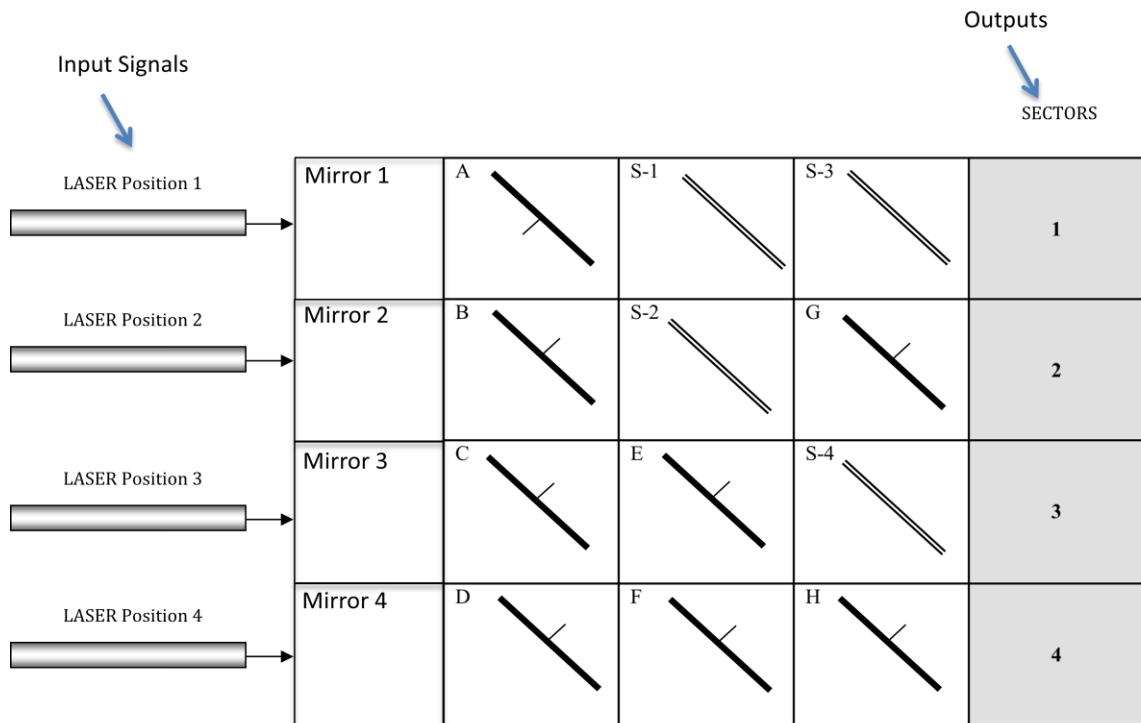 Outputs
Input Signals
SECTORS
LASER Position 1
Mirror 1
A
S-1
S-3
1
LASER Position 2
Mirror 2
B
S-2
G
2
LASER Position 3
Mirror 3
C
E
S-4
3
LASER Position 4
Mirror 4
D
F
H
4